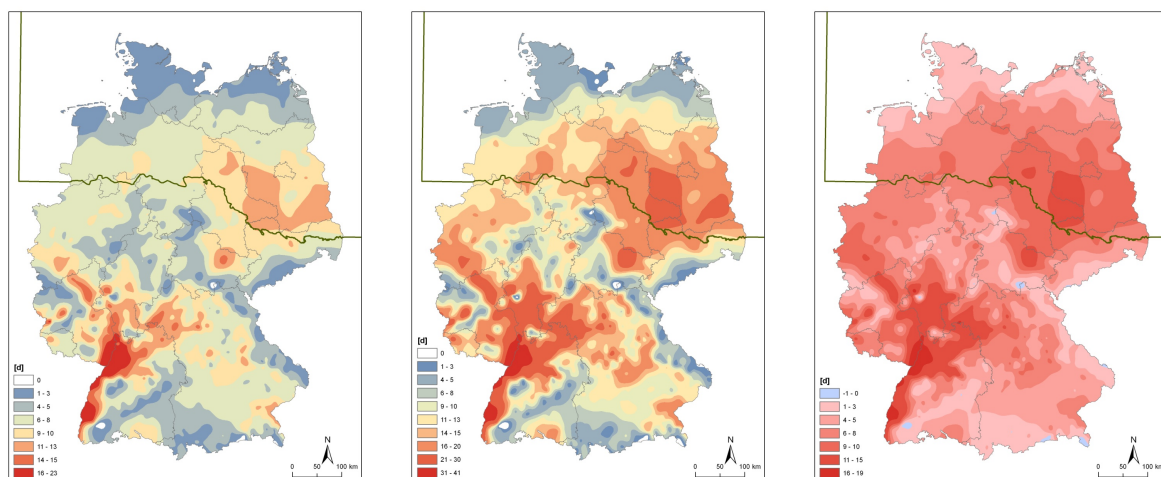 [d]
0
1 - 3
4 - 5
6 - 8
9 - 10
11 - 13
14 - 15
16 - 23
N
0 50 100 km
[d]
0
1 - 3
4 - 5
6 - 8
9 - 10
11 - 13
14 - 15
16 - 20
21 - 30
31 - 41
N
0 50 100 km
[d]
-1 - 0
1 - 3
4 - 5
6 - 8
9 - 10
11 - 15
16 - 19
N
0 50 100 km